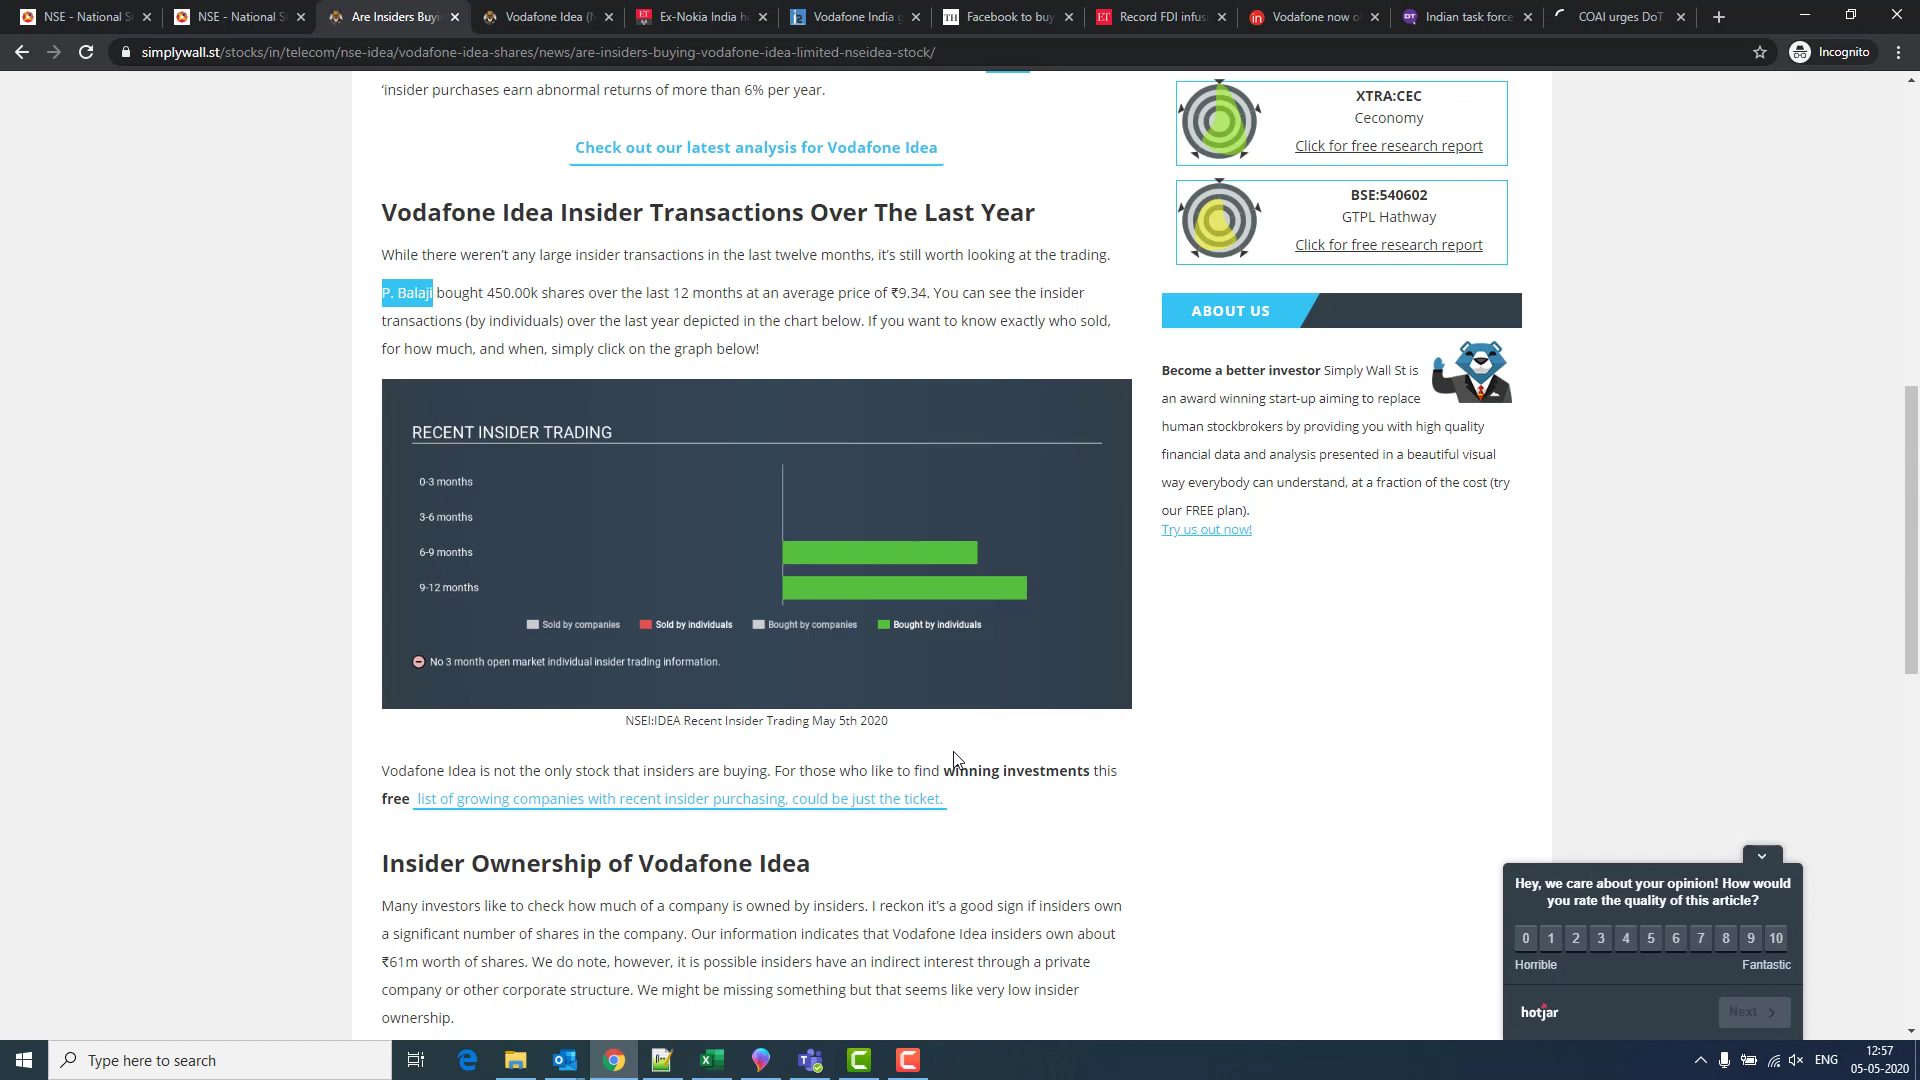 NSE - National S
NSE - National S
Are Insiders Buyi
Vodafone Idea (N
Ex-Nokia India h
Vodafone India g
Facebook to buy
Record FDI infus
Vodafone now o
Indian task force
COAI urges DoT
simplywall.st/stocks/in/telecom/nse-idea/vodafone-idea-shares/news/are-insiders-buying-vodafone-idea-limited-nseidea-stock/
Incognito
‘insider purchases earn abnormal returns of more than 6% per year.
Check out our latest analysis for Vodafone Idea
Vodafone Idea Insider Transactions Over The Last Year
While there weren’t any large insider transactions in the last twelve months, it’s still worth looking at the trading.
P. Balaji bought 450.00k shares over the last 12 months at an average price of ₹9.34. You can see the insider
transactions (by individuals) over the last year depicted in the chart below. If you want to know exactly who sold,
for how much, and when, simply click on the graph below!
RECENT INSIDER TRADING
0-3 months
3-6 months
6-9 months
9-12 months
Sold by companies
Sold by individuals
Bought by companies
Bought by individuals
No 3 month open market individual insider trading information.
NSEI:IDEA Recent Insider Trading May 5th 2020
Vodafone Idea is not the only stock that insiders are buying. For those who like to find winning investments this
free list of growing companies with recent insider purchasing, could be just the ticket.
Insider Ownership of Vodafone Idea
Many investors like to check how much of a company is owned by insiders. I reckon it’s a good sign if insiders own
a significant number of shares in the company. Our information indicates that Vodafone Idea insiders own about
₹61m worth of shares. We do note, however, it is possible insiders have an indirect interest through a private
company or other corporate structure. We might be missing something but that seems like very low insider
ownership.
XTRA:CEC
Ceconomy
Click for free research report
BSE:540602
GTPL Hathway
Click for free research report
ABOUT US
Become a better investor Simply Wall St is
an award winning start-up aiming to replace
human stockbrokers by providing you with high quality
financial data and analysis presented in a beautiful visual
way everybody can understand, at a fraction of the cost (try
our FREE plan).
Try us out now!
Hey, we care about your opinion! How would
you rate the quality of this article?
0 1 2 3 4 5 6 7 8 9 10
Horrible
Fantastic
hotjar
Next
Type here to search
ENG
12:57
05-05-2020